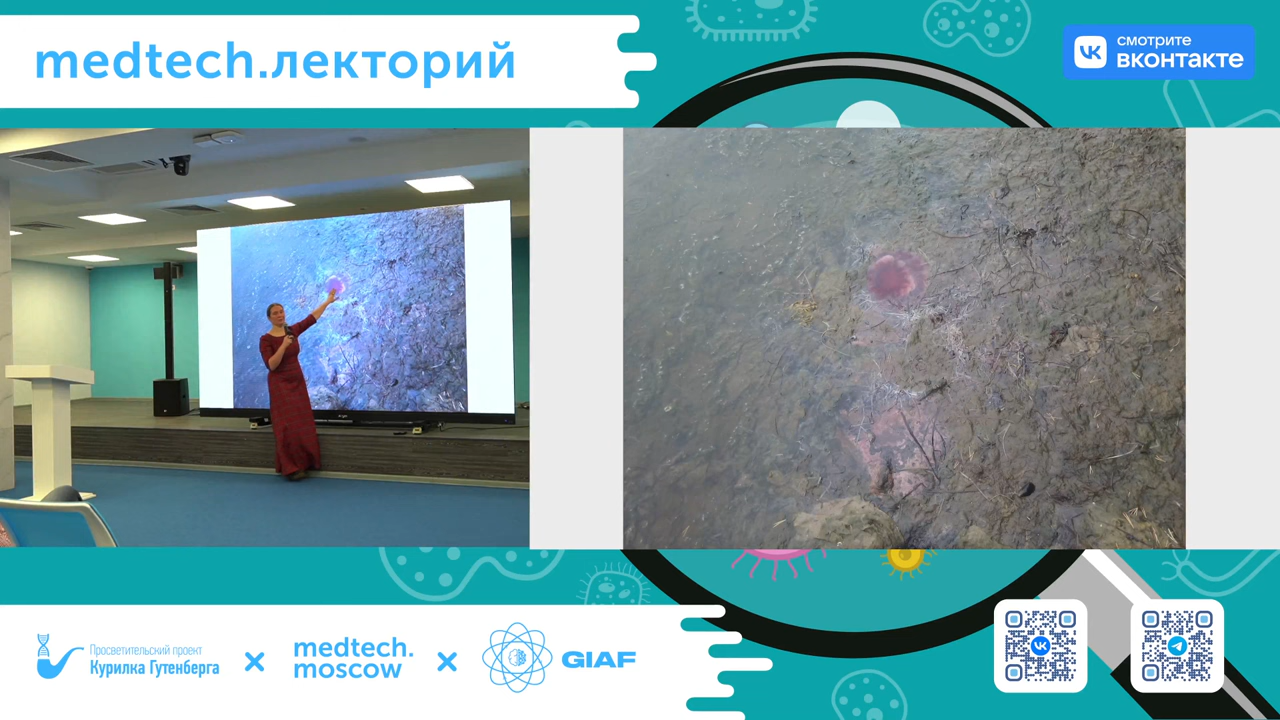 medtech.лекторий
смотрите
вконтакте
Просветительский проект
Курилка Гутенберга
medtech.
moscow
GIAF